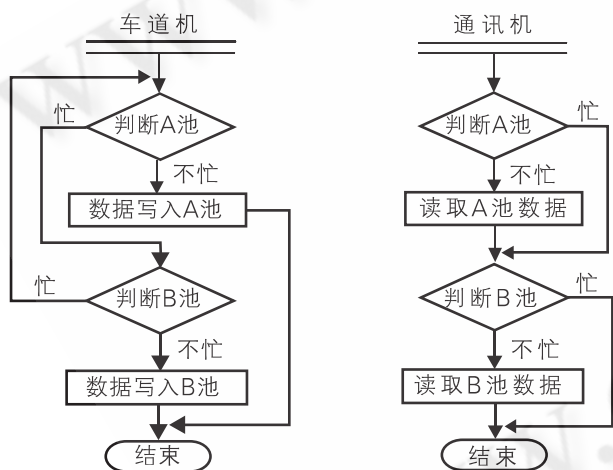 车道机
忙
判断A池
不忙
数据写入A池
忙
判断B池
不忙
数据写入B池
结束
通讯机
忙
判断A池
不忙
读取A池数据
忙
判断B池
不忙
读取B池数据
结束